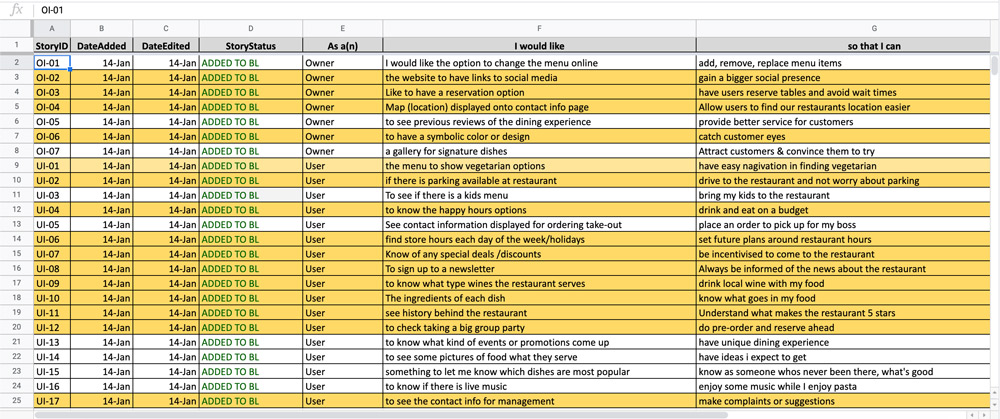 fx OI-01
A B C D E F G
1 StoryID DateAdded DateEdited StoryStatus As a(n) I would like so that I can
2 OI-01 14-Jan 14-Jan ADDED TO BL Owner I would like the option to change the menu online add, remove, replace menu items
3 OI-02 14-Jan 14-Jan ADDED TO BL Owner the website to have links to social media gain a bigger social presence
4 OI-03 14-Jan 14-Jan ADDED TO BL Owner Like to have a reservation option have users reserve tables and avoid wait times
5 OI-04 14-Jan 14-Jan ADDED TO BL Owner Map (location) displayed onto contact info page Allow users to find our restaurants location easier
6 OI-05 14-Jan 14-Jan ADDED TO BL Owner to see previous reviews of the dining experience provide better service for customers
7 OI-06 14-Jan 14-Jan ADDED TO BL Owner to have a symbolic color or design catch customer eyes
8 OI-07 14-Jan 14-Jan ADDED TO BL Owner a gallery for signature dishes Attract customers & convince them to try
9 UI-01 14-Jan 14-Jan ADDED TO BL User the menu to show vegetarian options have easy nagivation in finding vegetarian
10 UI-02 14-Jan 14-Jan ADDED TO BL User if there is parking available at restaurant drive to the restaurant and not worry about parking
11 UI-03 14-Jan 14-Jan ADDED TO BL User To see if there is a kids menu bring my kids to the restaurant
12 UI-04 14-Jan 14-Jan ADDED TO BL User to know the happy hours options drink and eat on a budget
13 UI-05 14-Jan 14-Jan ADDED TO BL User See contact information displayed for ordering take-out place an order to pick up for my boss
14 UI-06 14-Jan 14-Jan ADDED TO BL User find store hours each day of the week/holidays set future plans around restaurant hours
15 UI-07 14-Jan 14-Jan ADDED TO BL User Know of any special deals /discounts be incentivised to come to the restaurant
16 UI-08 14-Jan 14-Jan ADDED TO BL User To sign up to a newsletter Always be informed of the news about the restaurant
17 UI-09 14-Jan 14-Jan ADDED TO BL User to know what type wines the restaurant serves drink local wine with my food
18 UI-10 14-Jan 14-Jan ADDED TO BL User The ingredients of each dish know what goes in my food
19 UI-11 14-Jan 14-Jan ADDED TO BL User see history behind the restaurant Understand what makes the restaurant 5 stars
20 UI-12 14-Jan 14-Jan ADDED TO BL User to check taking a big group party do pre-order and reserve ahead
21 UI-13 14-Jan 14-Jan ADDED TO BL User to know what kind of events or promotions come up have unique dining experience
22 UI-14 14-Jan 14-Jan ADDED TO BL User to see some pictures of food what they serve have ideas i expect to get
23 UI-15 14-Jan 14-Jan ADDED TO BL User something to let me know which dishes are most popular know as someone whos never been there, what's good
24 UI-16 14-Jan 14-Jan ADDED TO BL User to know if there is live music enjoy some music while I enjoy pasta
25 UI-17 14-Jan 14-Jan ADDED TO BL User to see the contact info for management make complaints or suggestions